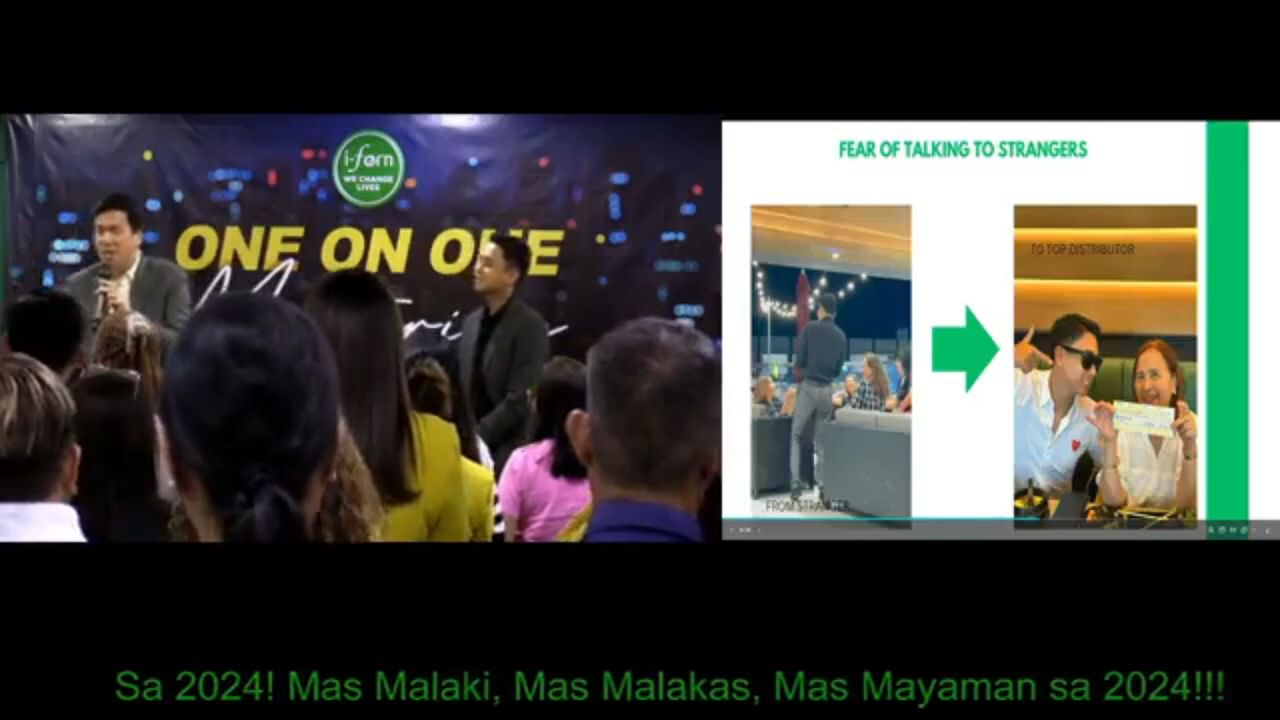 i-fern
WE CHANGE
LIVES
ONE ON ONE
FEAR OF TALKING TO STRANGERS
TO TOP DISTRIBUTOR
FROM STRANGER
Sa 2024! Mas Malaki, Mas Malakas, Mas Mayaman sa 2024!!!